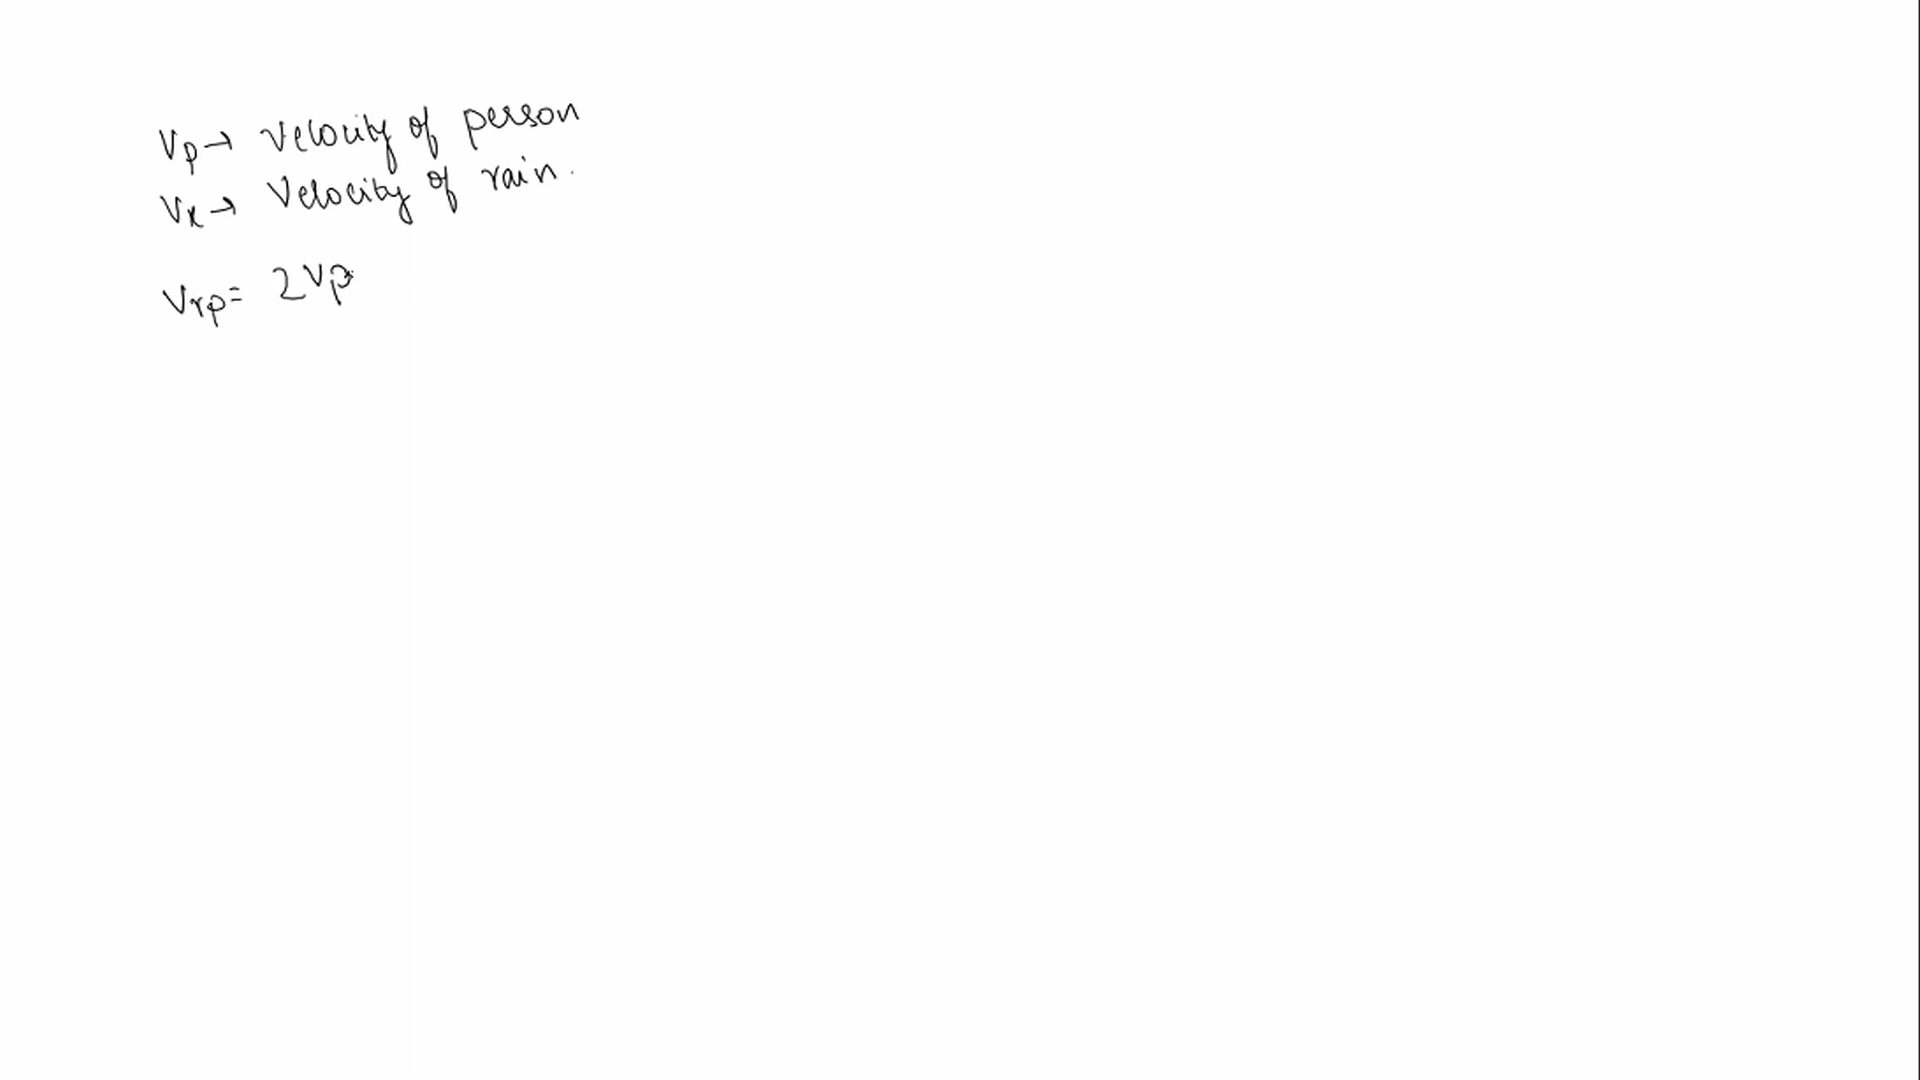 Vp → Velocity of person
Vr → Velocity of rain.
Vrp = 2Vp